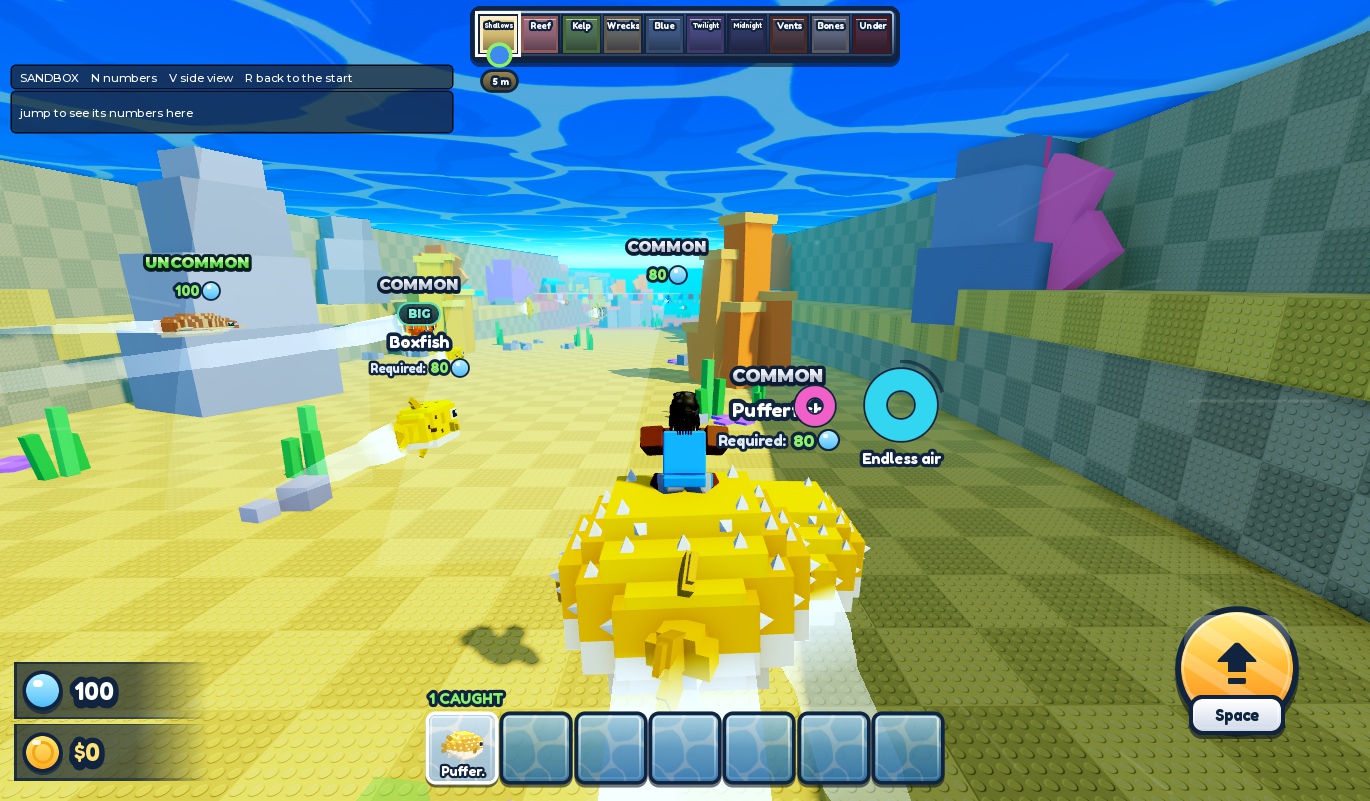 Shallows Reef Kelp Wrecks Blue Twilight Midnight Vents Bones Under
5 m
SANDBOX N numbers V side view R back to the start
jump to see its numbers here
COMMON
80
UNCOMMON
100
COMMON
BIG
Boxfish
Required: 80
COMMON
Puffer
Required: 80
Endless air
100
$0
1 CAUGHT
Puffer.
Space